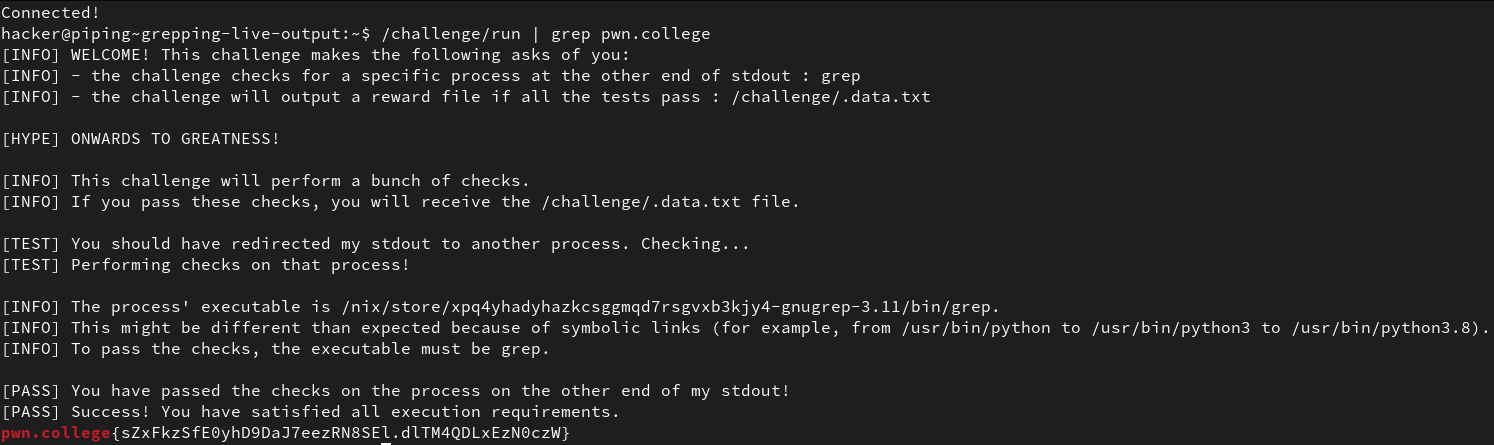 Connected!
hacker@piping~grepping-live-output:~$ /challenge/run | grep pwn.college
[INFO] WELCOME! This challenge makes the following asks of you:
[INFO] - the challenge checks for a specific process at the other end of stdout : grep
[INFO] - the challenge will output a reward file if all the tests pass : /challenge/.data.txt
[HYPE] ONWARDS TO GREATNESS!
[INFO] This challenge will perform a bunch of checks.
[INFO] If you pass these checks, you will receive the /challenge/.data.txt file.
[TEST] You should have redirected my stdout to another process. Checking...
[TEST] Performing checks on that process!
[INFO] The process' executable is /nix/store/xpq4yhadyhazkcsggmqd7rsgvxb3kjy4-gnugrep-3.11/bin/grep.
[INFO] This might be different than expected because of symbolic links (for example, from /usr/bin/python to /usr/bin/python3 to /usr/bin/python3.8).
[INFO] To pass the checks, the executable must be grep.
[PASS] You have passed the checks on the process on the other end of my stdout!
[PASS] Success! You have satisfied all execution requirements.
pwn.college{sZxFkzSfE0yhD9DaJ7eezRN8SEl.dlTM4QDLxEzN0czW}